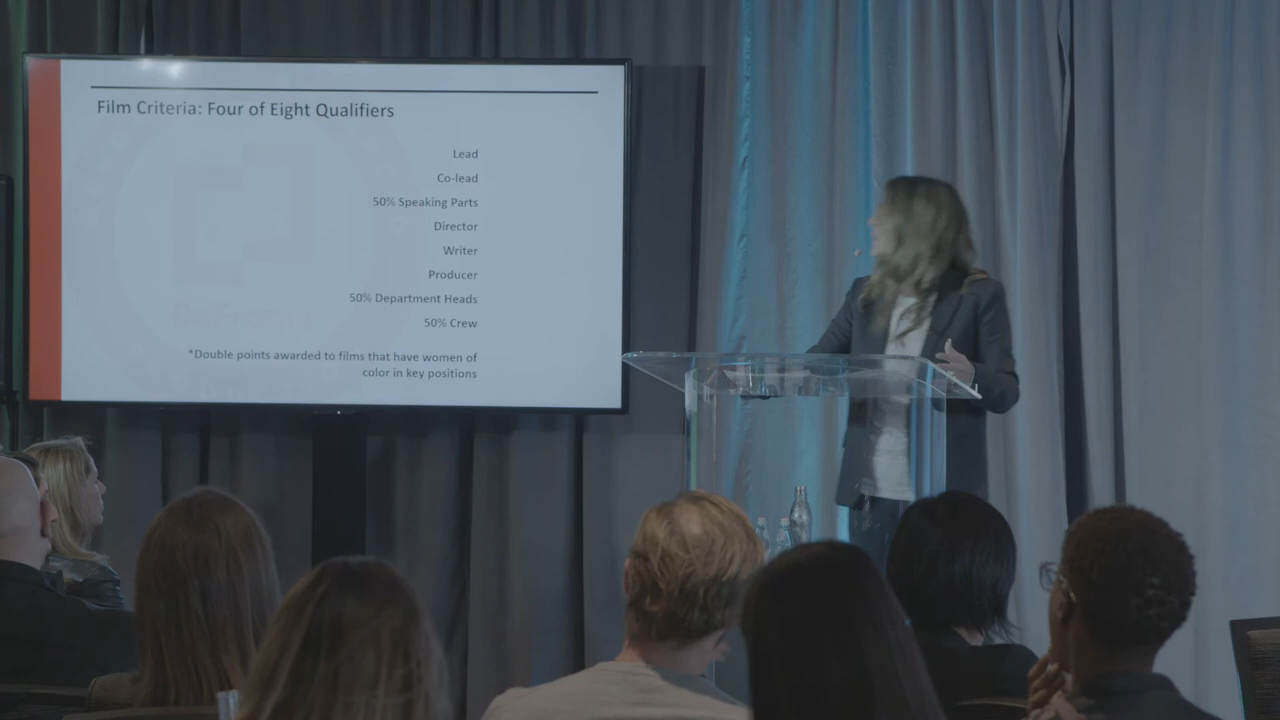 Film Criteria: Four of Eight Qualifiers
Lead
Co-lead
50% Speaking Parts
Director
Writer
Producer
50% Department Heads
50% Crew
*Double points awarded to films that have women of
color in key positions